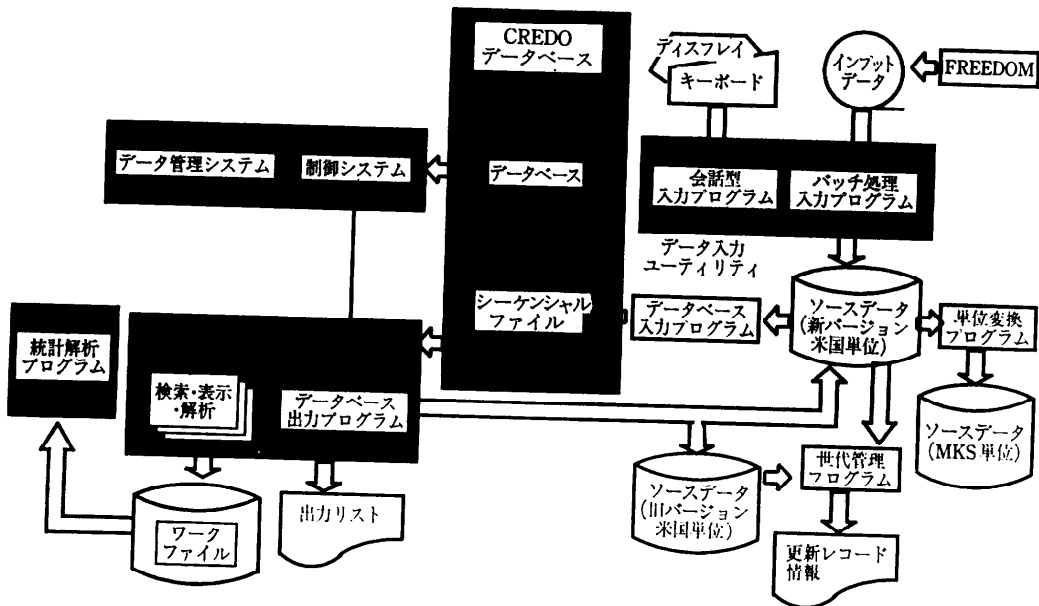 CREDO
データベース
ディスプレイ
キーボード
インプット
データ
FREEDOM
データ管理システム
制御システム
データベース
会話型
入力プログラム
バッチ処理
入力プログラム
データ入力
ユーティリティ
シーケンシャル
ファイル
データベース
入力プログラム
ソースデータ
(新バージョン
米国単位)
単位変換
プログラム
統計解析
プログラム
検索・表示
・解析
データベース
出力プログラム
ソースデータ
(MKS単位)
ソースデータ
(旧バージョン
米国単位)
世代管理
プログラム
ワーク
ファイル
出力リスト
更新レコード
情報